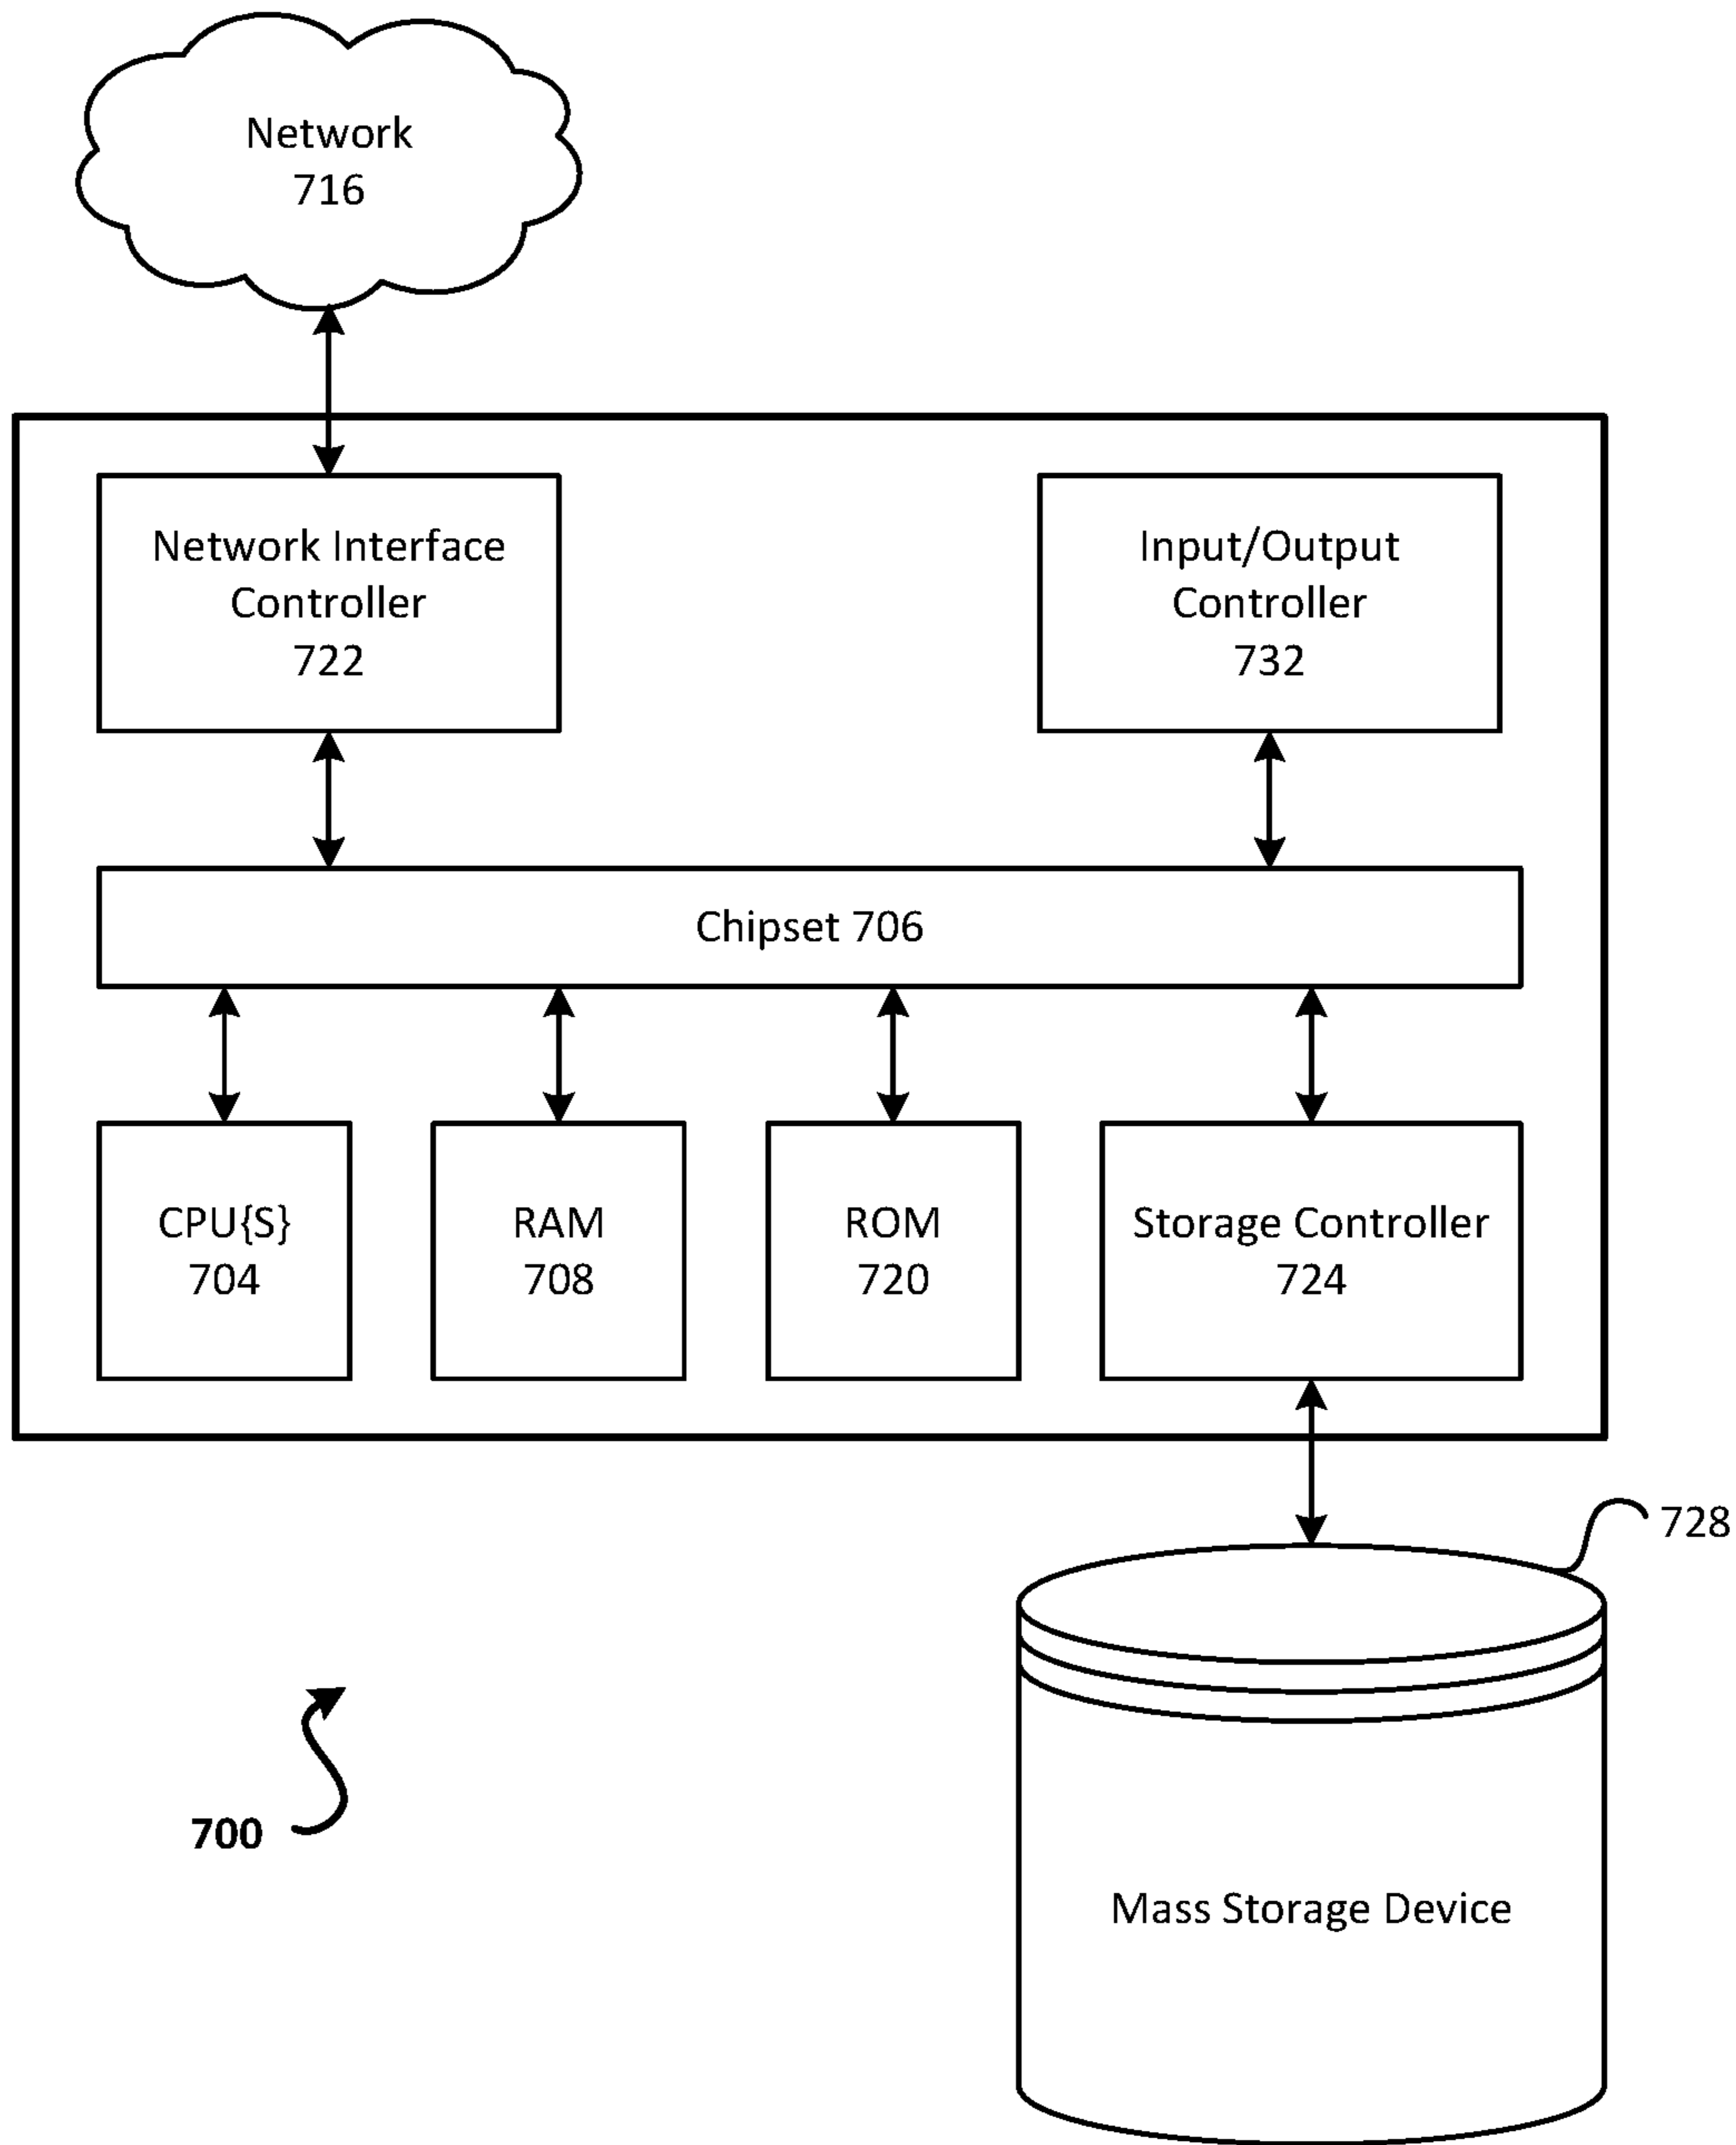 Network
716
Network Interface
Controller
722
Input/Output
Controller
732
Chipset 706
CPU{S}
704
RAM
708
ROM
720
Storage Controller
724
728
700
Mass Storage Device